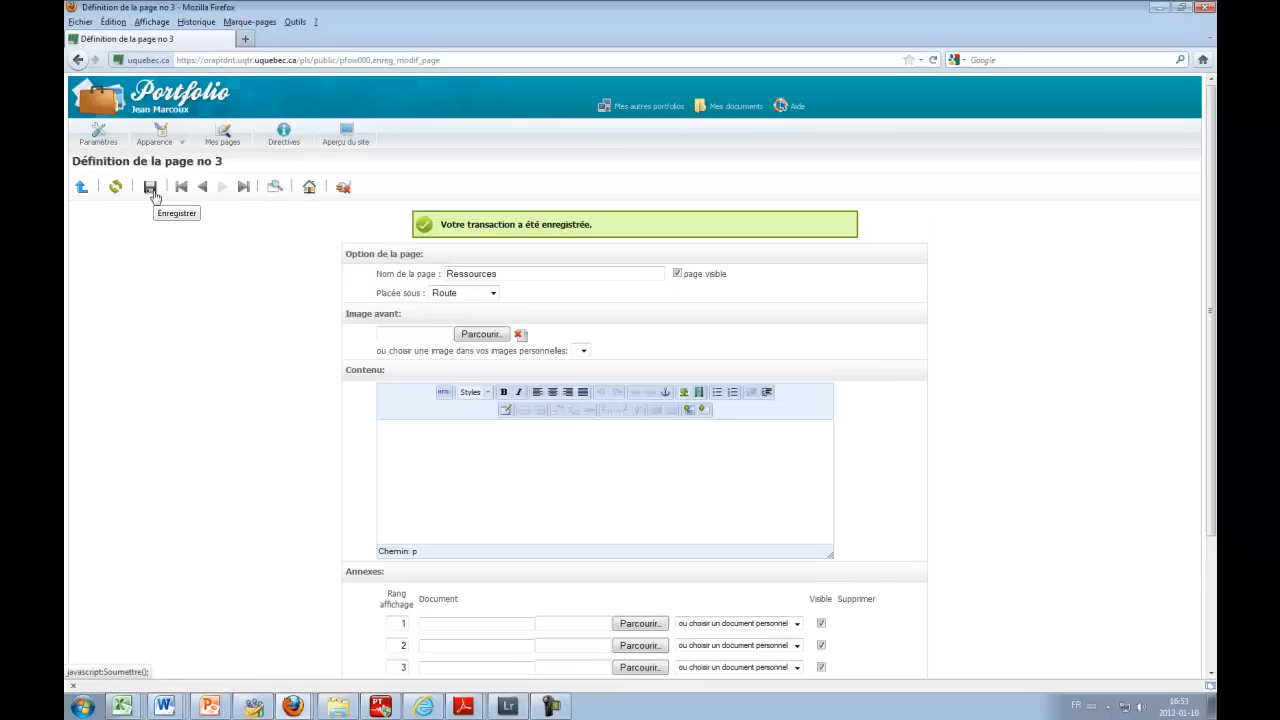 Définition de la page no 3 - Mozilla Firefox
Fichier Édition Affichage Historique Marque-pages Outils ?
Définition de la page no 3
uquebec.ca https://oraprdnt.uqtr.uquebec.ca/pls/public/pfow000.enreg_modif_page Google
Portfolio
Jean Marcoux
Mes autres portfolios Mes documents Aide
Paramètres Apparence Mes pages Directives Aperçu du site
Définition de la page no 3
Enregistrer
Votre transaction a été enregistrée.
Option de la page:
Nom de la page : Ressources page visible
Placée sous : Route
Image avant:
Parcourir..
ou choisir une image dans vos images personnelles:
Contenu:
HTML Styles B I
Chemin: p
Annexes:
Rang affichage Document Visible Supprimer
1 Parcourir.. ou choisir un document personnel
2 Parcourir.. ou choisir un document personnel
3 Parcourir.. ou choisir un document personnel
javascript:Soumettre();
FR 16:53
2012-01-10